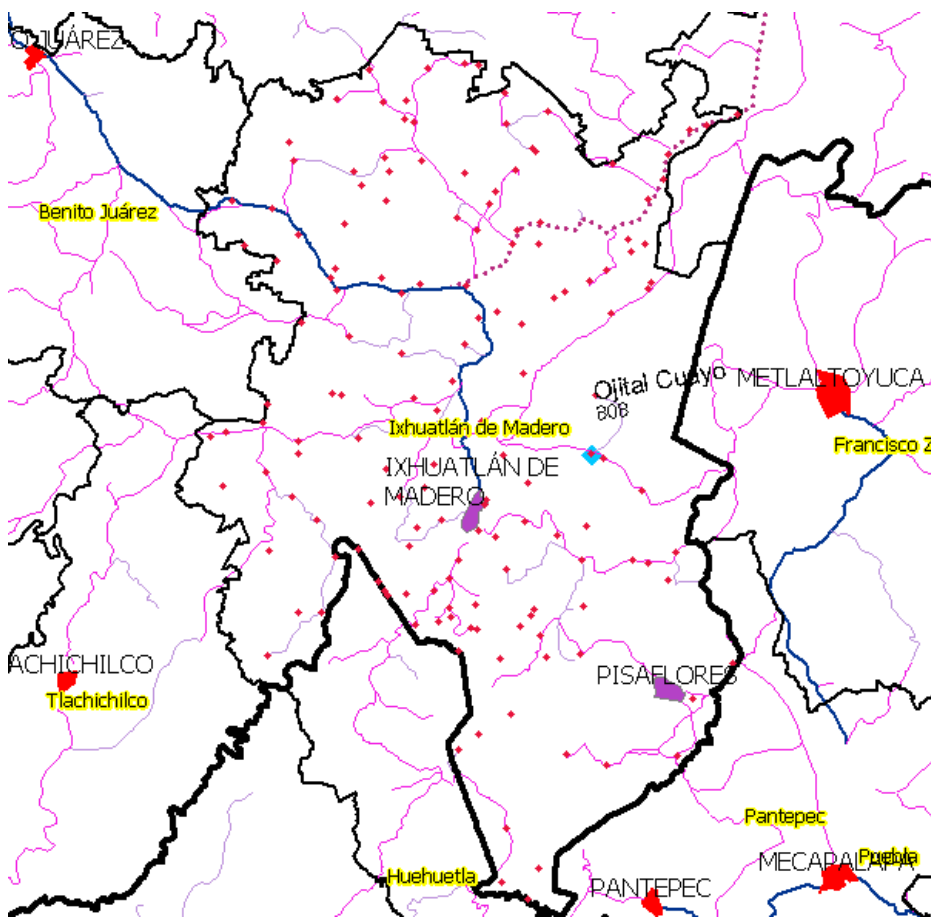 O JUÁREZ
Benito Juárez
Ojital Cuayo
808
METLALTOYUCA
Ixhuatlán de Madero
Francisco Z
IXHUATLÁN DE
MADERO
ACHICHILCO
Tlachichilco
PISAFLORES
Pantepec
MECAPALAPA
Puebla
Huehuetla
PANTEPEC